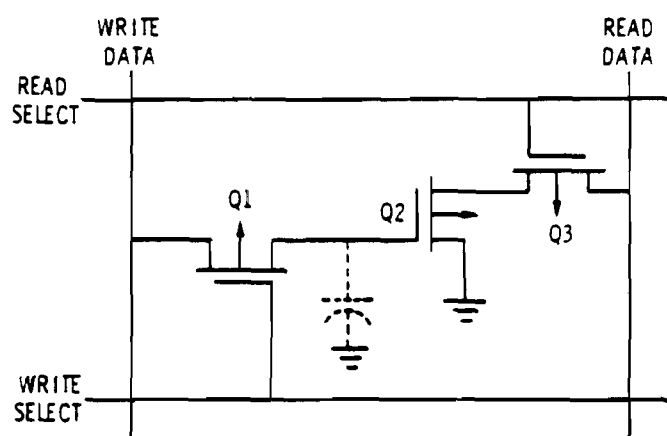 WRITE
DATA
READ
DATA
READ
SELECT
Q1
Q2
Q3
WRITE
SELECT